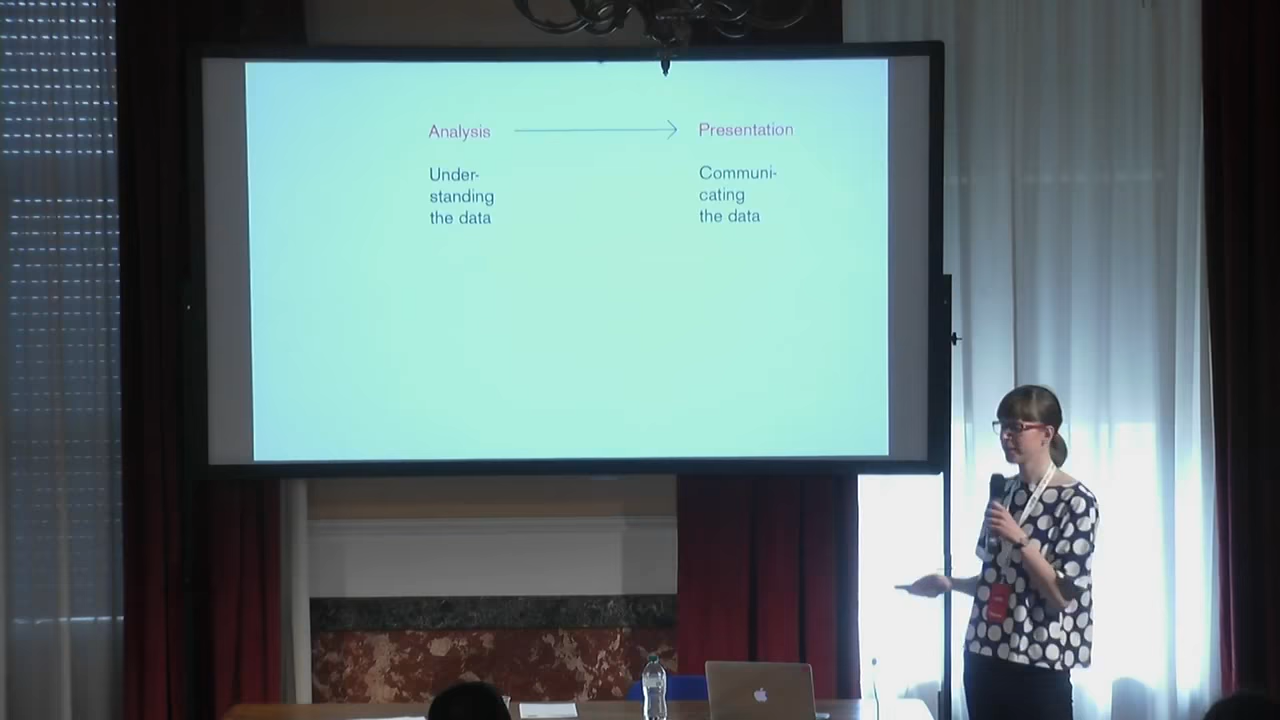 Analysis
Presentation
Under-
standing
the data
Communi-
cating
the data